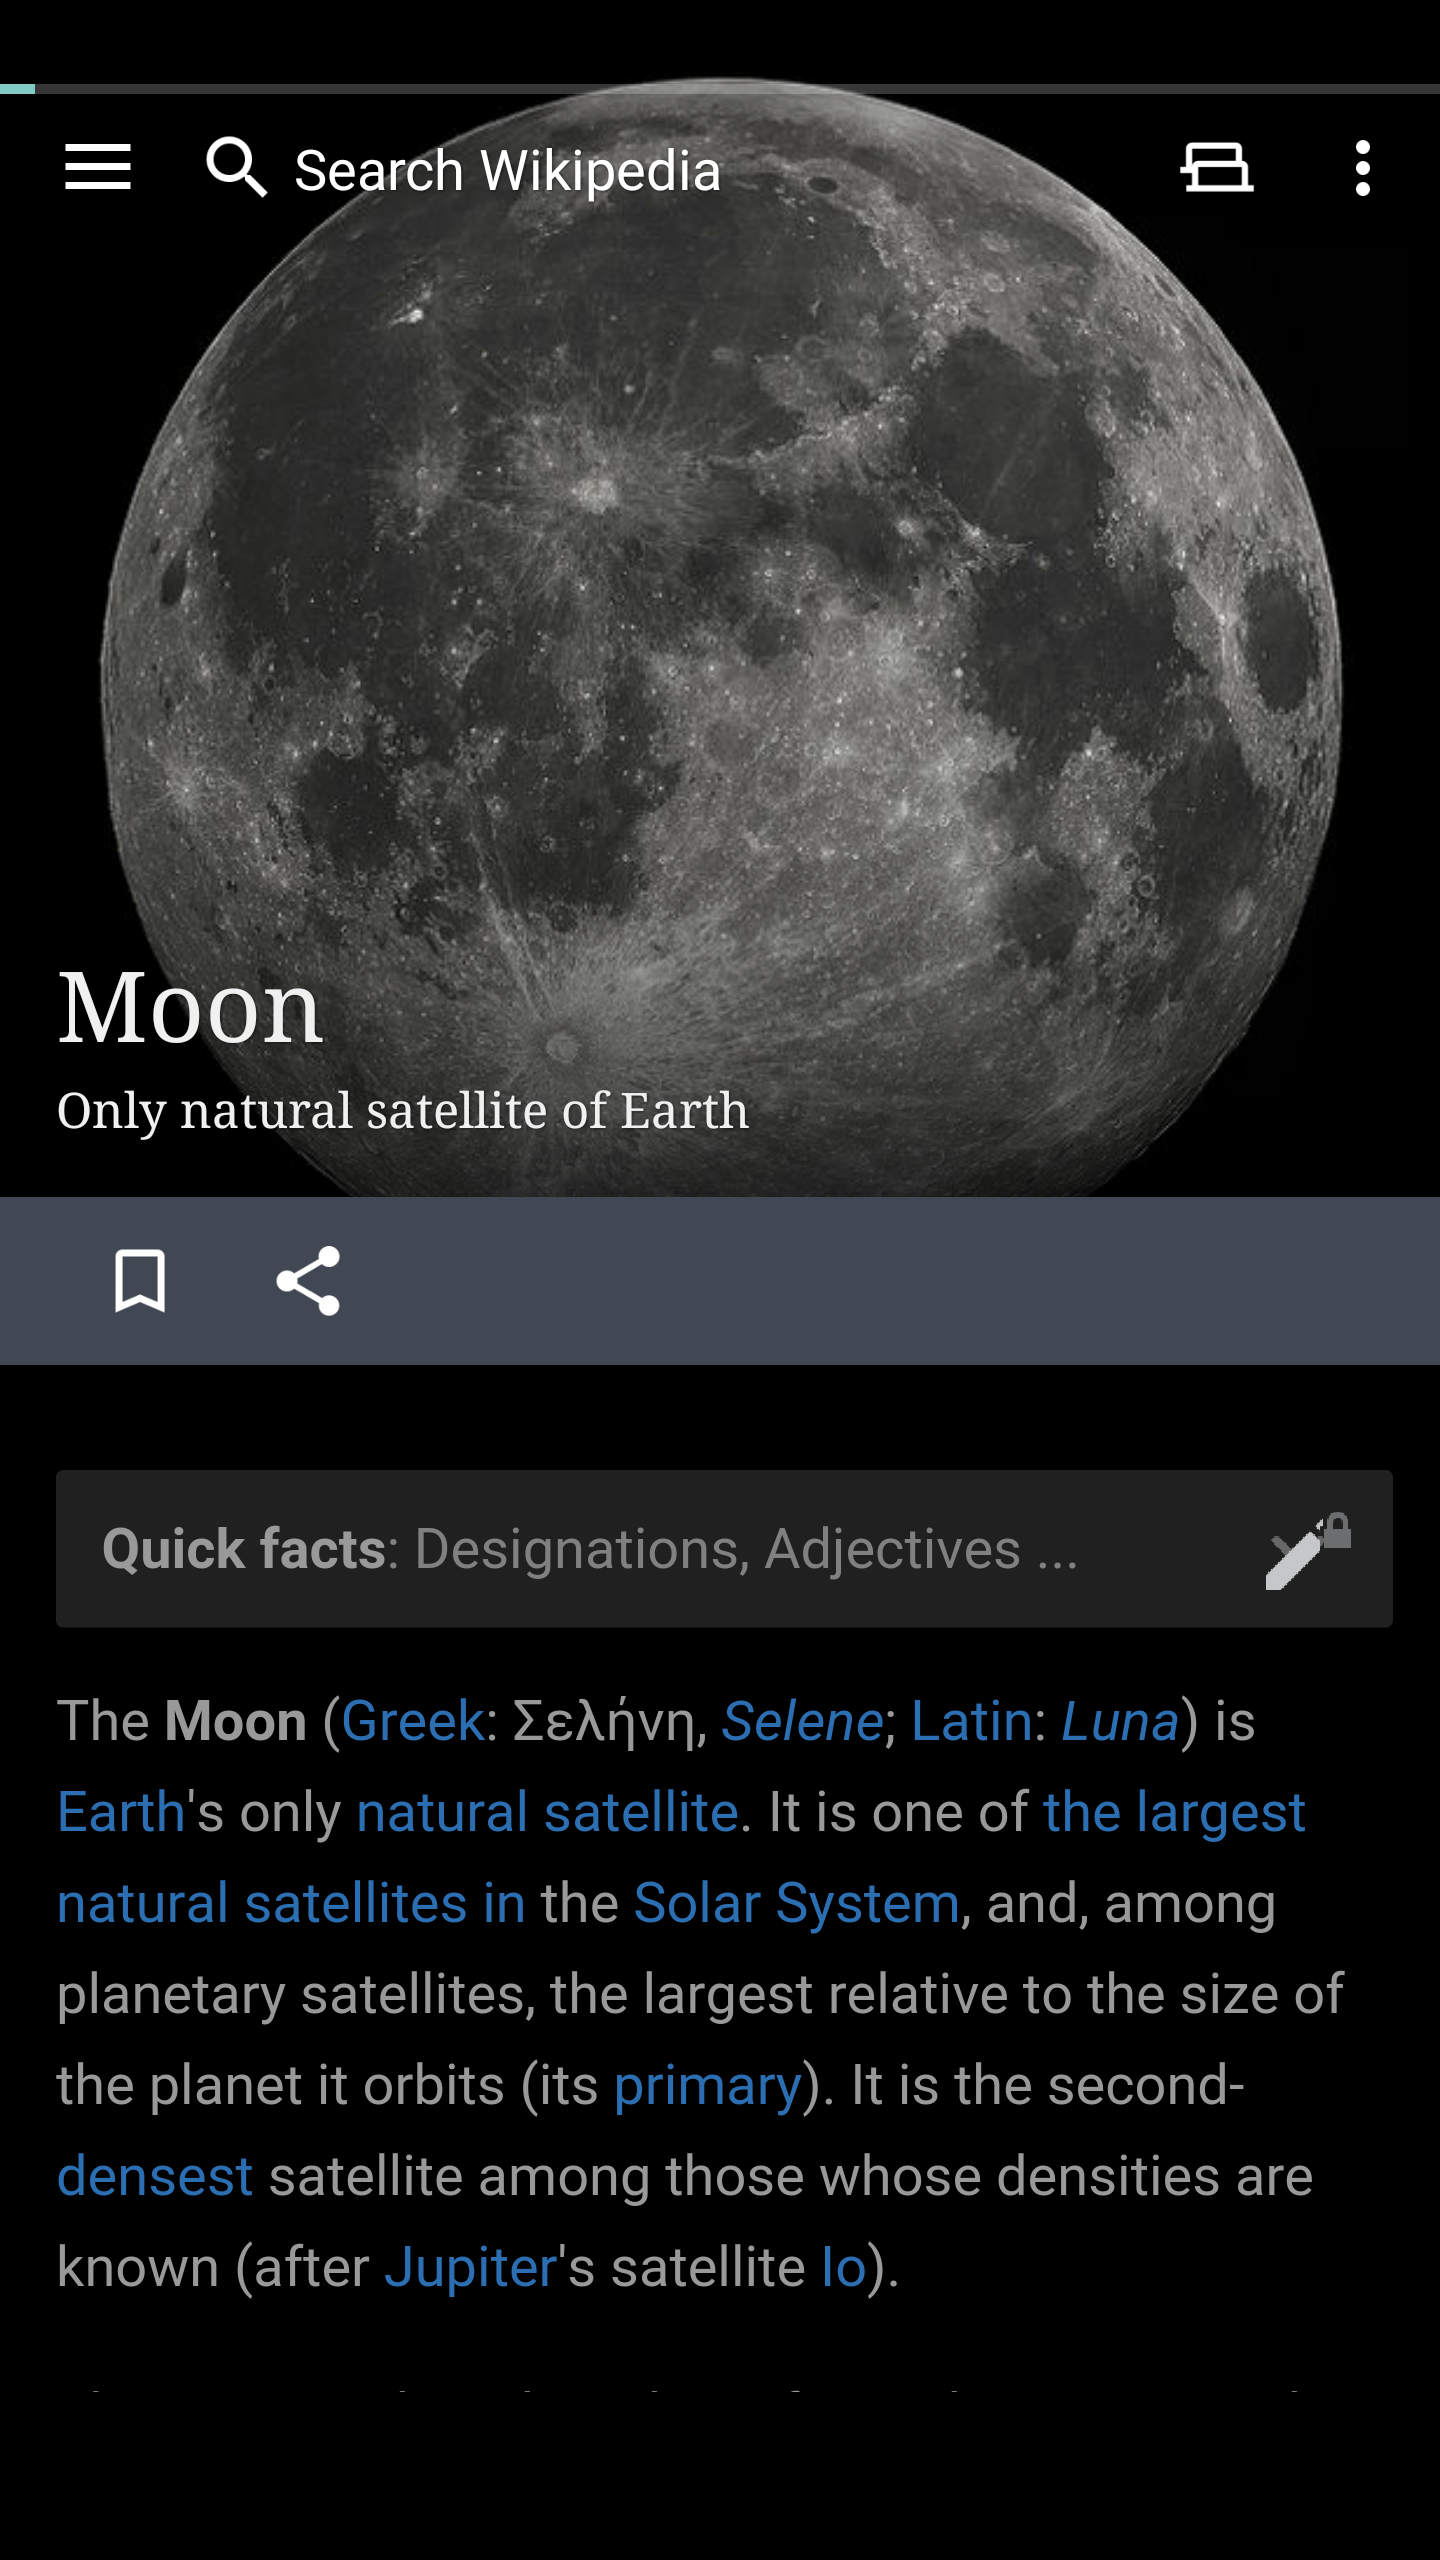 Search Wikipedia
Moon
Only natural satellite of Earth
Quick facts: Designations, Adjectives ...
The Moon (Greek: Σελήνη, Selene; Latin: Luna) is
Earth's only natural satellite. It is one of the largest
natural satellites in the Solar System, and, among
planetary satellites, the largest relative to the size of
the planet it orbits (its primary). It is the second-
densest satellite among those whose densities are
known (after Jupiter's satellite Io).